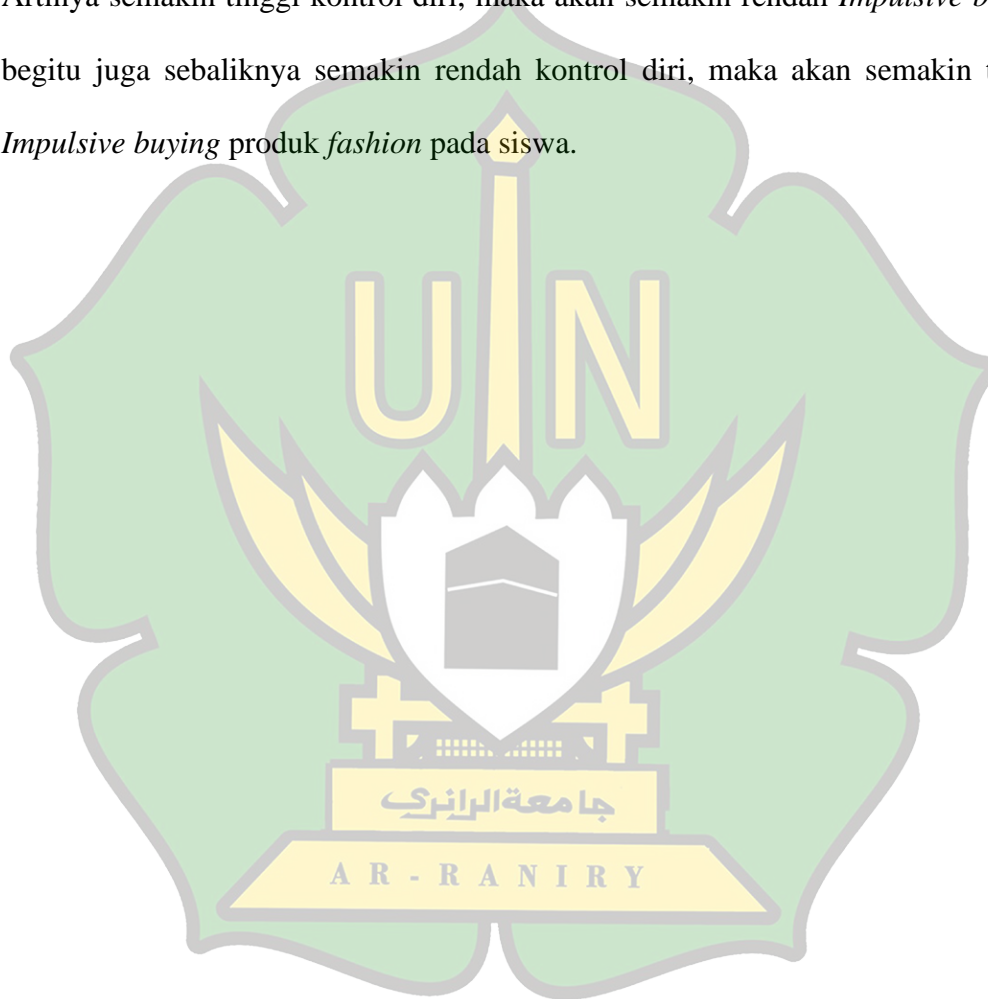 Artinya semakin tinggi kontrol diri, maka akan semakin rendah Impulsive b
begitu juga sebaliknya semakin rendah kontrol diri, maka akan semakin t
Impulsive buying produk fashion pada siswa.
UIN
جامعةالرانري
AR-RANIRY